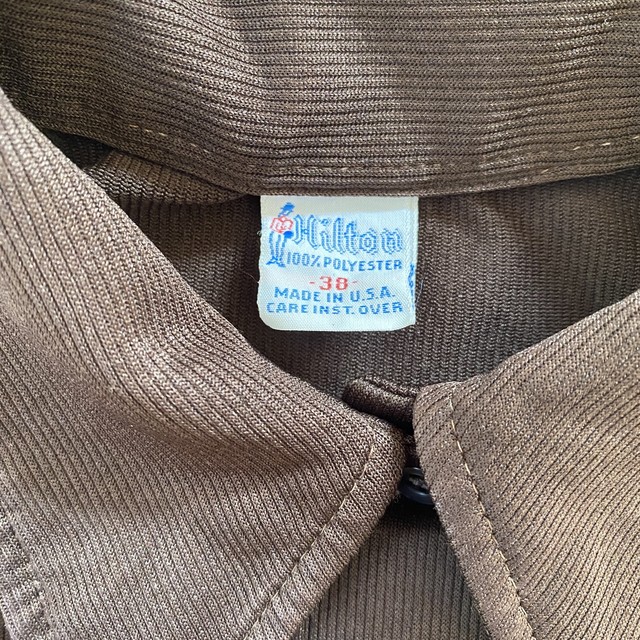 Hilton
100% POLYESTER
-38-
MADE IN U.S.A.
CARE INST. OVER